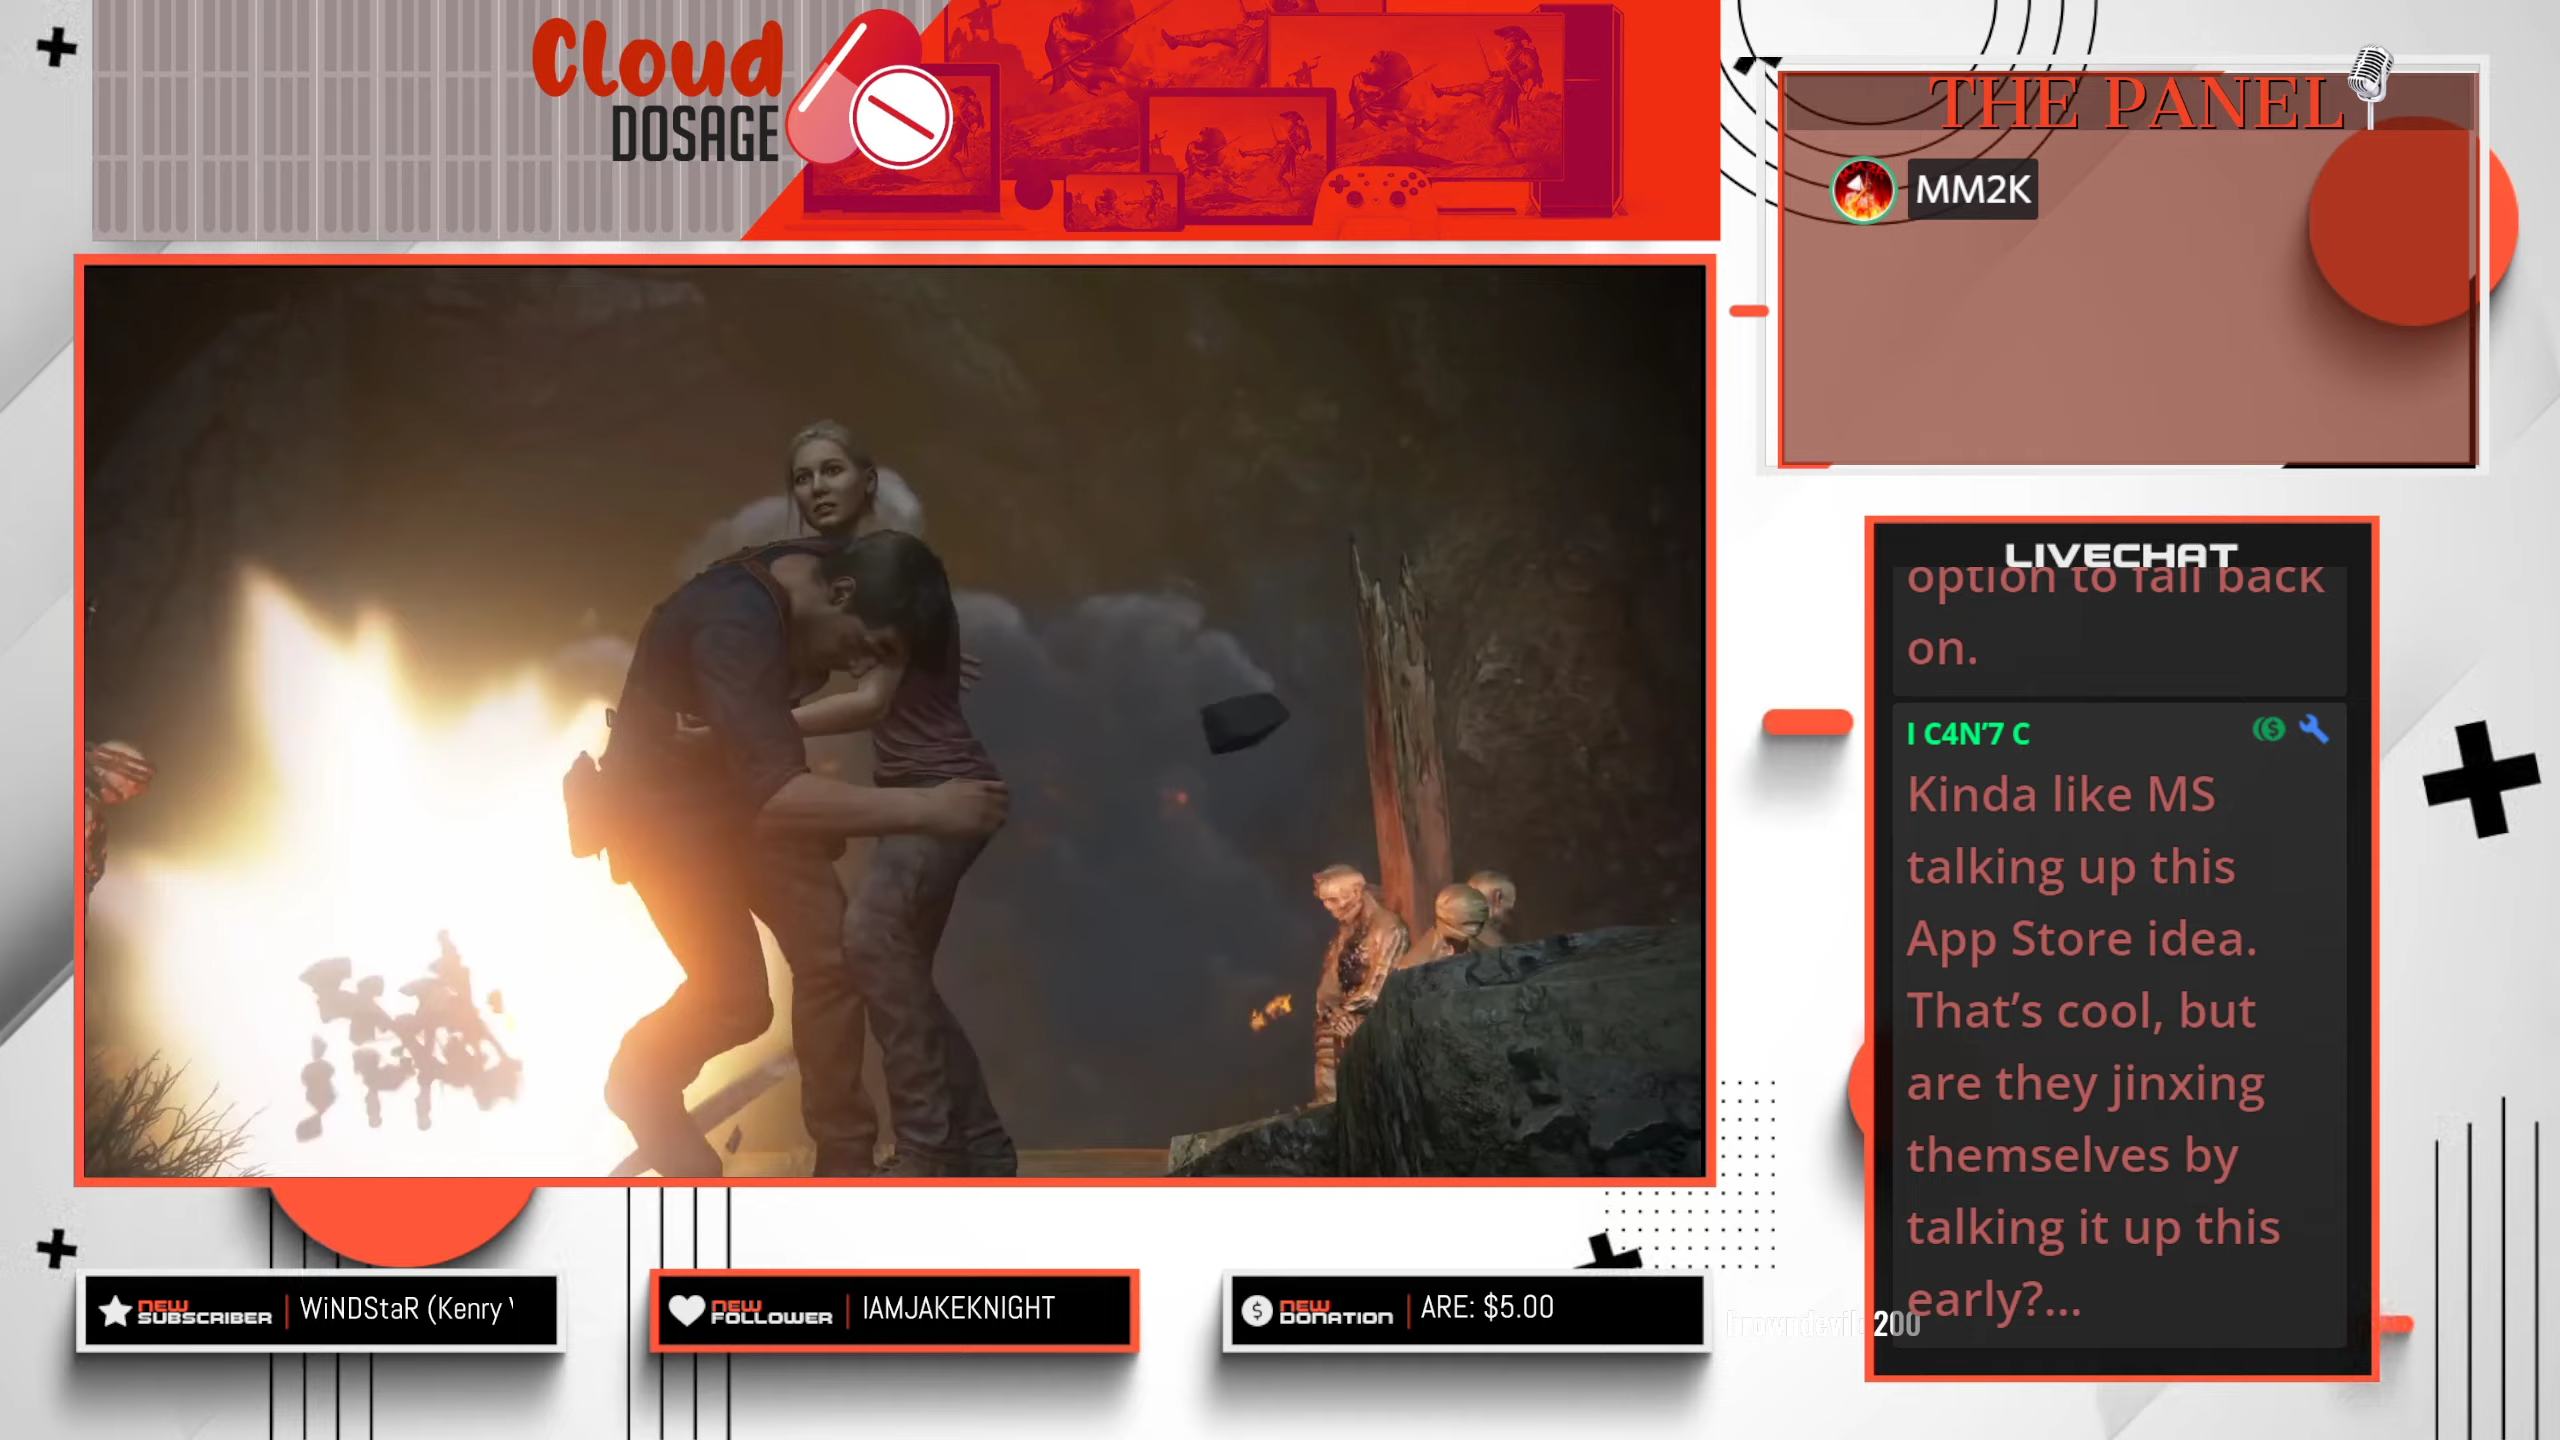 Cloud
DOSAGE
THE PANEL
MM2K
LIVECHAT
option to fall back
on.
I C4N'7 C
Kinda like MS
talking up this
App Store idea.
That's cool, but
are they jinxing
themselves by
talking it up this
early?...
NEW
SUBSCRIBER
WiNDStaR (Kenry
NEW
FOLLOWER
IAMJAKEKNIGHT
NEW
DONATION
ARE: $5.00